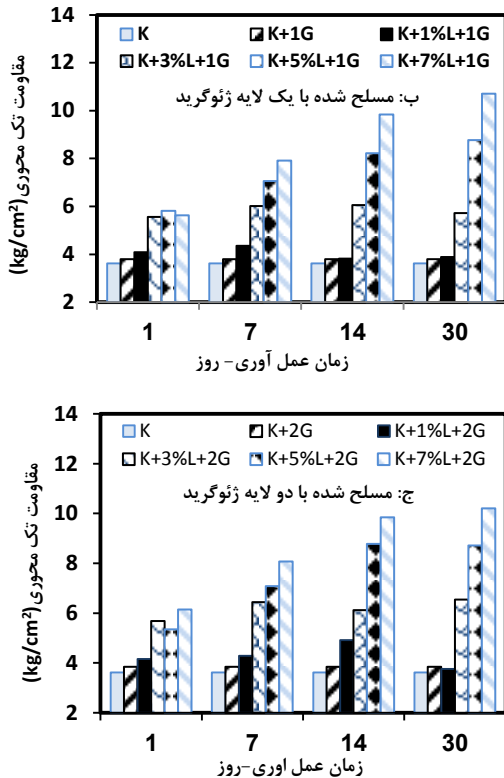 14
12
10
8
6
4
2
مقاومت تک محوری(kg/cm²)
K K+1G K+1%L+1G
K+3%L+1G K+5%L+1G K+7%L+1G
ب: مسلح شده با یک لایه ژئوگرید
1 7 14 30
زمان عمل آوری- روز
14
12
10
8
6
4
2
مقاومت تک محوری(kg/cm²)
K K+2G K+1%L+2G
K+3%L+2G K+5%L+2G K+7%L+2G
ج: مسلح شده با دو لایه ژئوگرید
1 7 14 30
زمان عمل اوری-روز